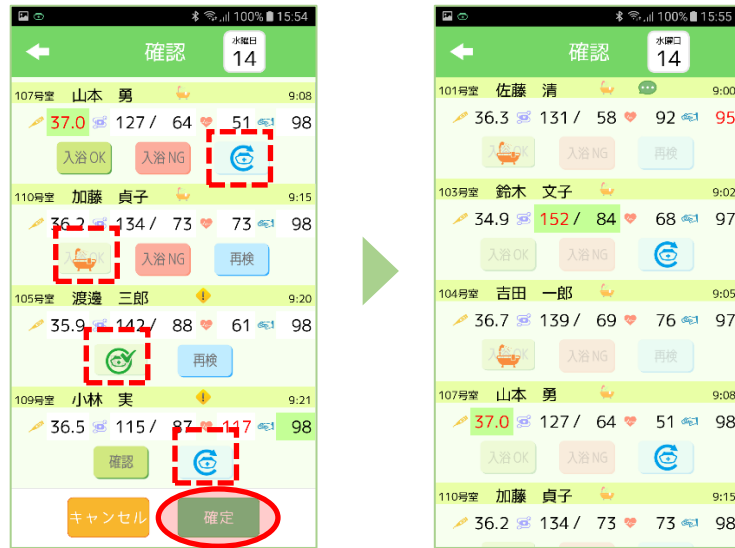 100% 15:54
確認
水曜日
14
107号室 山本 勇 9:08
37.0 127/ 64 51 98
入浴OK 入浴NG
110号室 加藤 貞子 9:15
36.2 134/ 73 73 98
入浴OK 入浴NG 再検
105号室 渡邊 三郎 9:20
35.9 142/ 88 61 98
再検
109号室 小林 実 9:21
36.5 115/ 87 117 98
確認
キャンセル 確定
100% 15:55
確認
水曜日
14
101号室 佐藤 清 9:00
36.3 131/ 58 92 95
入浴OK 入浴NG 再検
103号室 鈴木 文子 9:02
34.9 152/ 84 68 97
入浴OK 入浴NG
104号室 吉田 一郎 9:05
36.7 139/ 69 76 97
入浴OK 入浴NG 再検
107号室 山本 勇 9:08
37.0 127/ 64 51 98
入浴OK 入浴NG
110号室 加藤 貞子 9:15
36.2 134/ 73 73 98